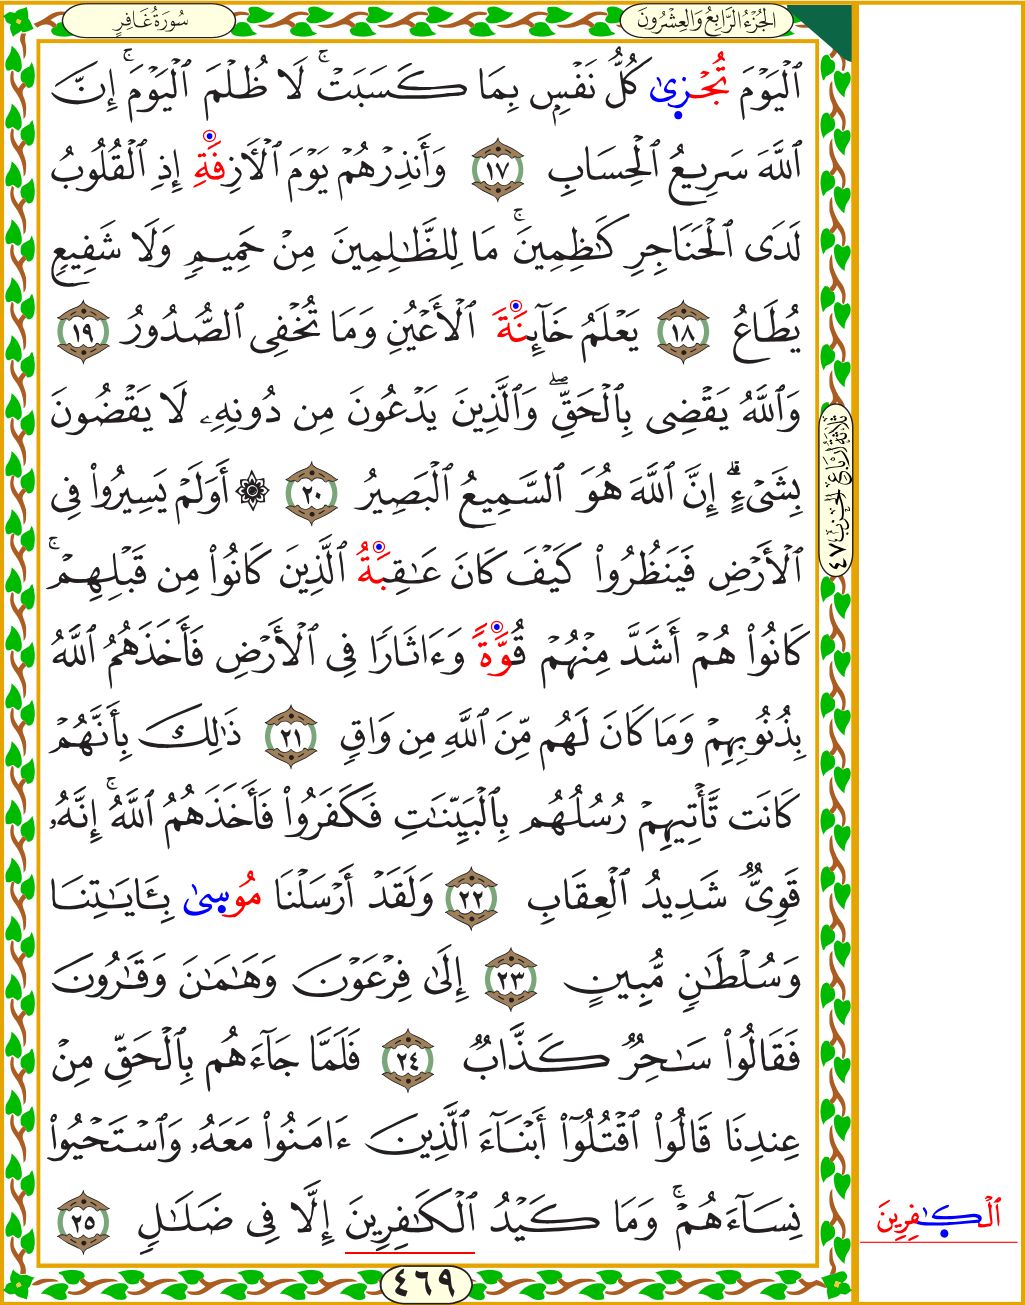 سُورَةُ غَافِرٍ
الجُزْءُ الرَّابِعُ وَالعِشْرُونَ
ٱلۡيَوۡمَ تُجۡزىٰ كُلُّ نَفۡسِۭ بِمَا كَسَبَتۡۚ لَا ظُلۡمَ ٱلۡيَوۡمَۚ إِنَّ
ٱللَّهَ سَرِيعُ ٱلۡحِسَابِ ١٧ وَأَنذِرۡهُمۡ يَوۡمَ ٱلۡأَزِفَةِ إِذِ ٱلۡقُلُوبُ
لَدَى ٱلۡحَنَاجِرِ كَٰظِمِينَۚ مَا لِلظَّٰلِمِينَ مِنۡ حَمِيمٖ وَلَا شَفِيعٖ
يُطَاعُ ١٨ يَعۡلَمُ خَآئِنَةَ ٱلۡأَعۡيُنِ وَمَا تُخۡفِي ٱلصُّدُورُ ١٩
وَٱللَّهُ يَقۡضِي بِٱلۡحَقِّۖ وَٱلَّذِينَ يَدۡعُونَ مِن دُونِهِۦ لَا يَقۡضُونَ
بِشَيۡءٍۗ إِنَّ ٱللَّهَ هُوَ ٱلسَّمِيعُ ٱلۡبَصِيرُ ٢٠ ۞ أَوَلَمۡ يَسِيرُواْ فِي
ٱلۡأَرۡضِ فَيَنظُرُواْ كَيۡفَ كَانَ عَٰقِبَةُ ٱلَّذِينَ كَانُواْ مِن قَبۡلِهِمۡۚ
كَانُواْ هُمۡ أَشَدَّ مِنۡهُمۡ قُوَّةٗ وَءَاثَارٗا فِي ٱلۡأَرۡضِ فَأَخَذَهُمُ ٱللَّهُ
بِذُنُوبِهِمۡ وَمَا كَانَ لَهُم مِّنَ ٱللَّهِ مِن وَاقٖ ٢١ ذَٰلِكَ بِأَنَّهُمۡ
كَانَت تَّأۡتِيهِمۡ رُسُلُهُم بِٱلۡبَيِّنَٰتِ فَكَفَرُواْ فَأَخَذَهُمُ ٱللَّهُۚ إِنَّهُۥ
قَوِيّٞ شَدِيدُ ٱلۡعِقَابِ ٢٢ وَلَقَدۡ أَرۡسَلۡنَا مُوسىٰ بِـَٔايَٰتِنَا
وَسُلۡطَٰنٖ مُّبِينٍ ٢٣ إِلَىٰ فِرۡعَوۡنَ وَهَٰمَٰنَ وَقَٰرُونَ
فَقَالُواْ سَٰحِرٞ كَذَّابٞ ٢٤ فَلَمَّا جَآءَهُم بِٱلۡحَقِّ مِنۡ
عِندِنَا قَالُواْ ٱقۡتُلُوٓاْ أَبۡنَآءَ ٱلَّذِينَ ءَامَنُواْ مَعَهُۥ وَٱسۡتَحۡيُواْ
نِسَآءَهُمۡۚ وَمَا كَيۡدُ ٱلۡكَٰفِرِينَ إِلَّا فِي ضَلَٰلٖ ٢٥
ثَلَاثَةُ أَرْبَاعِ الحِزْبِ ٤٧
ٱلۡكَٰفِرِينَ
٤٦٩